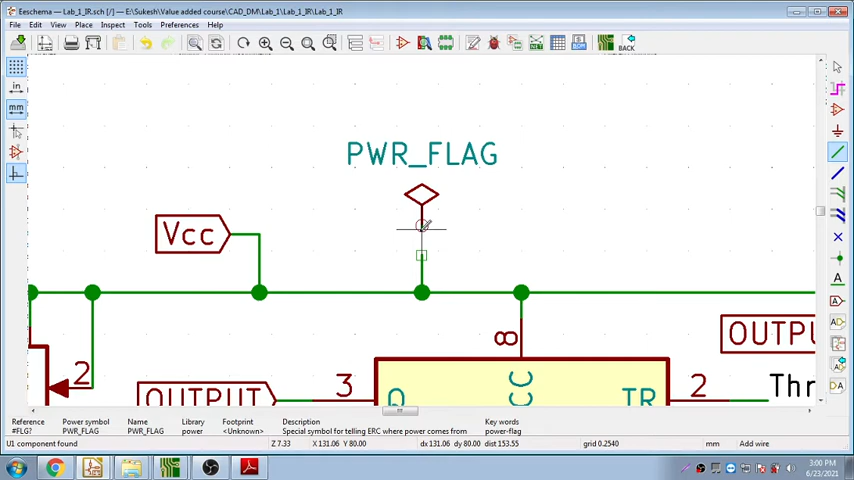 Eeschema — Lab_1_IR.sch [/] — E:\Sukesh\Value added course\CAD_DM\Lab_1\Lab_1_IR\Lab_1_IR
File Edit View Place Inspect Tools Preferences Help
BOM
BACK
in
mm
PWR_FLAG
Vcc
8
OUTPU
2
OUTPUT
3
Q
CC
TR
2
Thr
A
A
A
A
Reference Power symbol Name Library Footprint Description Key words
#FLG? PWR_FLAG PWR_FLAG power <Unknown> Special symbol for telling ERC where power comes from power-flag
U1 component found Z 7.33 X 131.06 Y 80.00 dx 131.06 dy 80.00 dist 153.55 grid 0.2540 mm Add wire
3:00 PM
6/23/2021